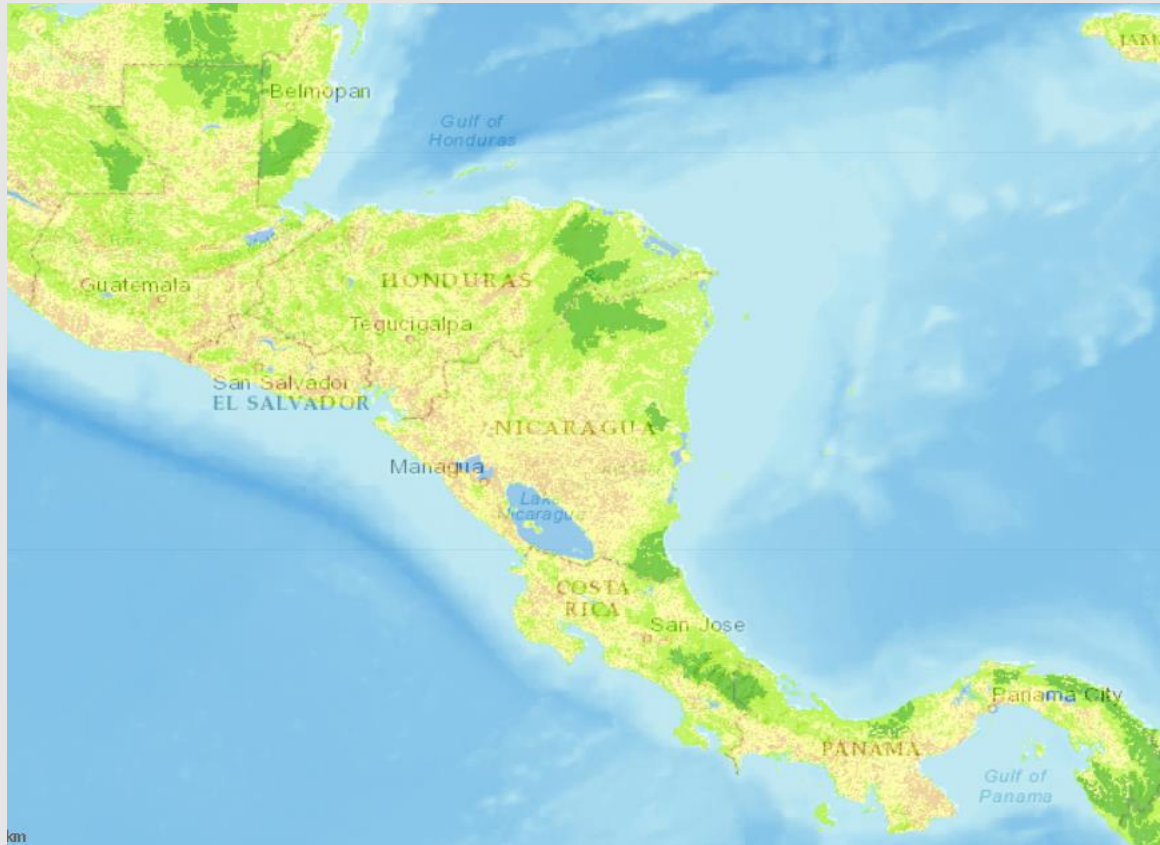 JAM
Belmopan
Gulf of
Honduras
Guatemala
HONDURAS
Tegucigalpa
San Salvador
EL SALVADOR
NICARAGUA
Managua
Lake
Nicaragua
COSTA
RICA
San Jose
Panama City
PANAMA
Gulf of
Panama
km